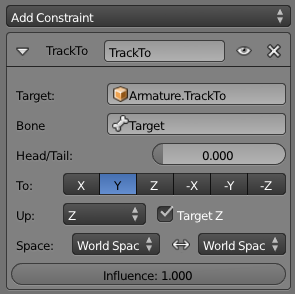 Add Constraint
TrackTo TrackTo
Target: Armature.TrackTo
Bone Target
Head/Tail: 0.000
To: X Y Z -X -Y -Z
Up: Z Target Z
Space: World Spac World Spac
Influence: 1.000